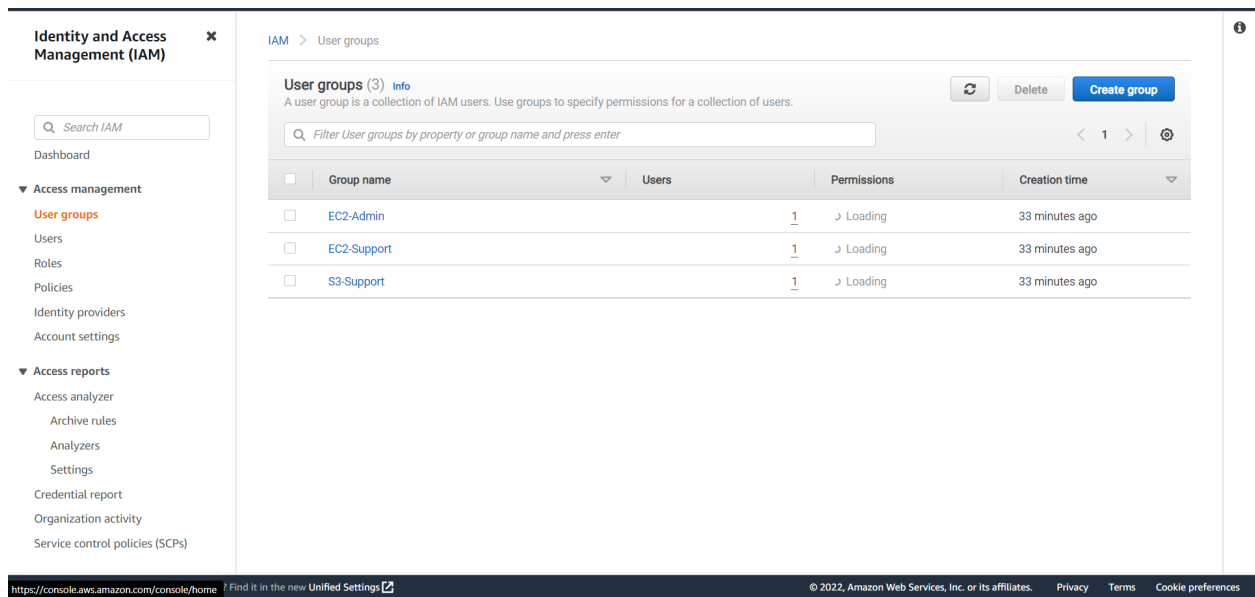 Identity and Access
Management (IAM)
Search IAM
Dashboard
Access management
User groups
Users
Roles
Policies
Identity providers
Account settings
Access reports
Access analyzer
Archive rules
Analyzers
Settings
Credential report
Organization activity
Service control policies (SCPs)
IAM > User groups
User groups (3) Info
A user group is a collection of IAM users. Use groups to specify permissions for a collection of users.
Delete
Create group
Filter User groups by property or group name and press enter
1
Group name Users Permissions Creation time
EC2-Admin 1 Loading 33 minutes ago
EC2-Support 1 Loading 33 minutes ago
S3-Support 1 Loading 33 minutes ago
https://console.aws.amazon.com/console/home ? Find it in the new Unified Settings
© 2022, Amazon Web Services, Inc. or its affiliates. Privacy Terms Cookie preferences